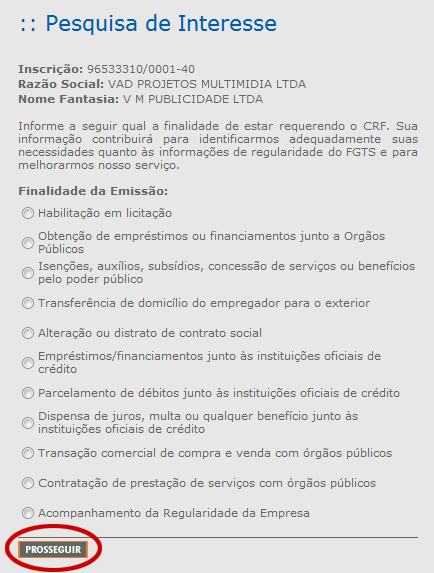 :: Pesquisa de Interesse
Inscrição: 96533310/0001-40
Razão Social: VAD PROJETOS MULTIMIDIA LTDA
Nome Fantasia: V M PUBLICIDADE LTDA
Informe a seguir qual a finalidade de estar requerendo o CRF. Sua
informação contribuirá para identificarmos adequadamente suas
necessidades quanto às informações de regularidade do FGTS e para
melhorarmos nosso serviço.
Finalidade da Emissão:
Habilitação em licitação
Obtenção de empréstimos ou financiamentos junto a Orgãos
Públicos
Isenções, auxílios, subsídios, concessão de serviços ou benefícios
pelo poder público
Transferência de domicílio do empregador para o exterior
Alteração ou distrato de contrato social
Empréstimos/financiamentos junto às instituições oficiais de
crédito
Parcelamento de débitos junto às instituições oficiais de crédito
Dispensa de juros, multa ou qualquer benefício junto às
instituições oficiais de crédito
Transação comercial de compra e venda com órgãos públicos
Contratação de prestação de serviços com órgãos públicos
Acompanhamento da Regularidade da Empresa
PROSSEGUIR